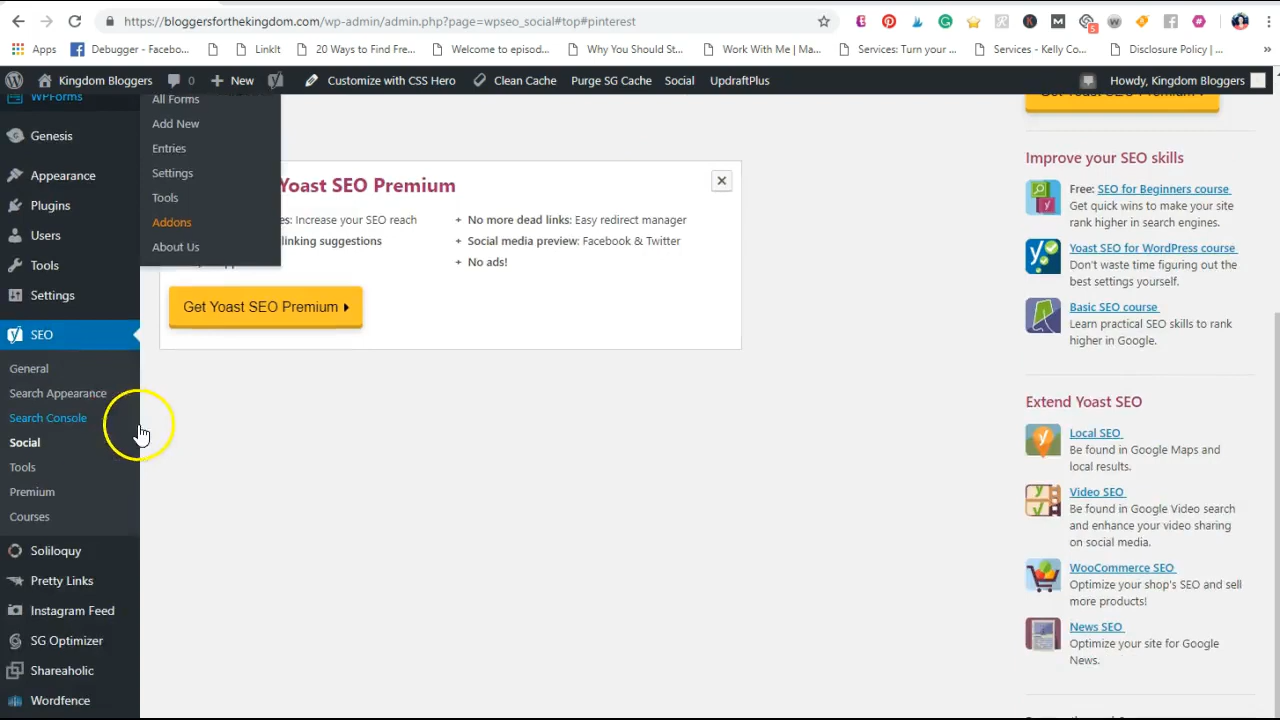 https://bloggersforthekingdom.com/wp-admin/admin.php?page=wpseo_social#top#pinterest
Apps
Debugger - Facebo...
LinkIt
20 Ways to Find Fre...
Welcome to episod...
Why You Should St...
Work With Me | Ma...
Services: Turn your ...
Services - Kelly Co...
Disclosure Policy | ...
Kingdom Bloggers
0
New
Customize with CSS Hero
Clean Cache
Purge SG Cache
Social
UpdraftPlus
Howdy, Kingdom Bloggers
WPForms
Genesis
Appearance
Plugins
Users
Tools
Settings
SEO
General
Search Appearance
Search Console
Social
Tools
Premium
Courses
Soliloquy
Pretty Links
Instagram Feed
SG Optimizer
Shareaholic
Wordfence
All Forms
Add New
Entries
Settings
Tools
Addons
About Us
Yoast SEO Premium
es: Increase your SEO reach
+ No more dead links: Easy redirect manager
linking suggestions
+ Social media preview: Facebook & Twitter
+ No ads!
Get Yoast SEO Premium
Improve your SEO skills
Free: SEO for Beginners course
Get quick wins to make your site
rank higher in search engines.
Yoast SEO for WordPress course
Don't waste time figuring out the
best settings yourself.
Basic SEO course
Learn practical SEO skills to rank
higher in Google.
Extend Yoast SEO
Local SEO
Be found in Google Maps and
local results.
Video SEO
Be found in Google Video search
and enhance your video sharing
on social media.
WooCommerce SEO
Optimize your shop's SEO and sell
more products!
News SEO
Optimize your site for Google
News.